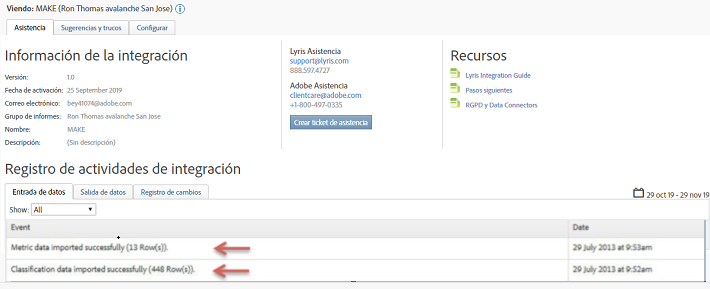 Viendo: MAKE (Ron Thomas avalanche San Jose)
Asistencia Sugerencias y trucos Configurar
Información de la integración
Versión: 1.0
Fecha de activación: 25 September 2019
Correo electrónico: bey41074@adobe.com
Grupo de informes: Ron Thomas avalanche San Jose
Nombre: MAKE
Descripción: (Sin descripción)
Lyris Asistencia
support@lyris.com
888.597.4727
Adobe Asistencia
clientcare@adobe.com
+1-800-497-0335
Crear ticket de asistencia
Recursos
Lyris Integration Guide
Pasos siguientes
RGPD y Data Connectors
Registro de actividades de integración
Entrada de datos Salida de datos Registro de cambios
29 oct 19 - 29 nov 19
Show: All
Event Date
Metric data imported successfully (13 Row(s)). 29 July 2013 at 9:53am
Classification data imported successfully (448 Row(s)). 29 July 2013 at 9:52am